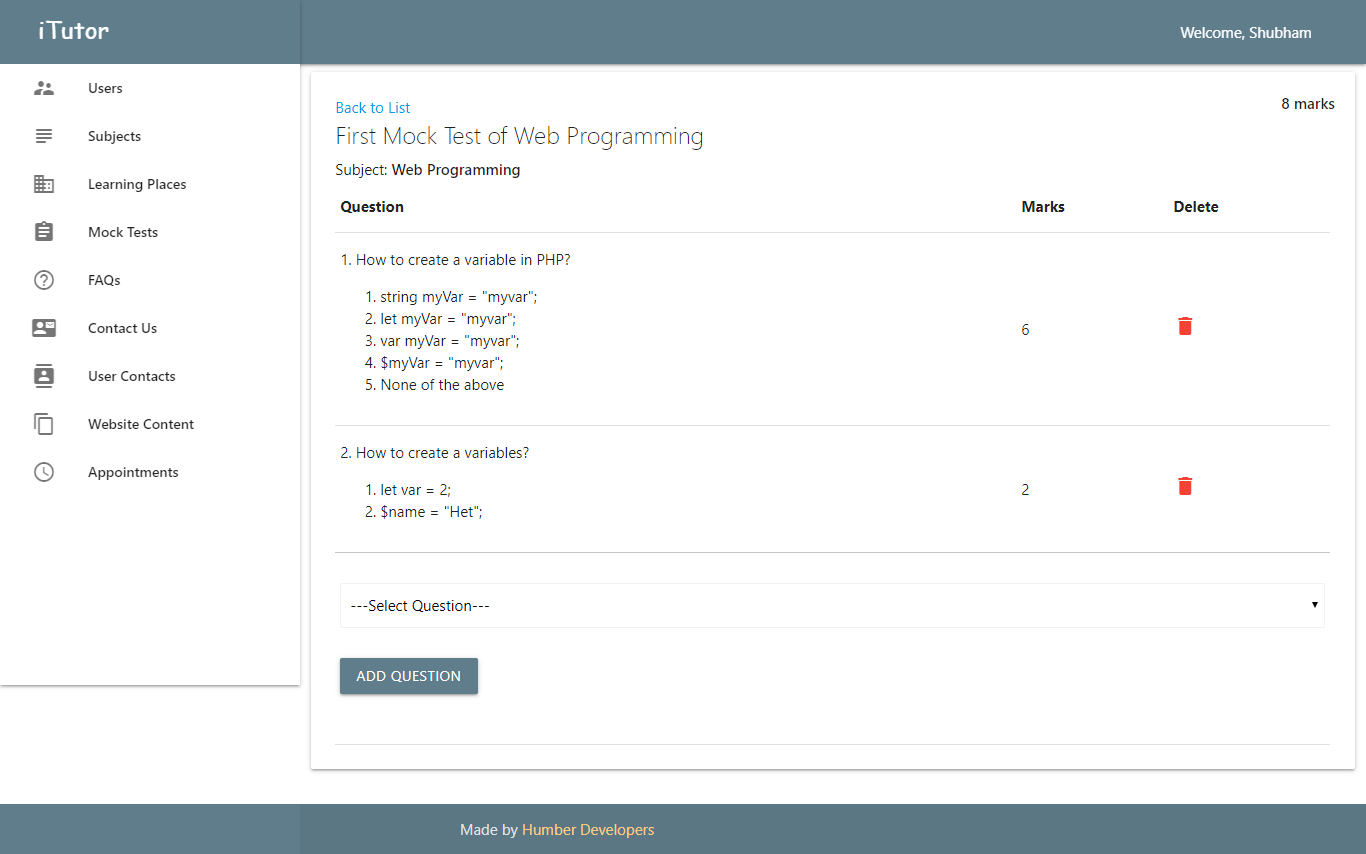 iTutor
Welcome, Shubham
Users
Subjects
Learning Places
Mock Tests
FAQs
Contact Us
User Contacts
Website Content
Appointments
Back to List
8 marks
First Mock Test of Web Programming
Subject: Web Programming
Question Marks Delete
1. How to create a variable in PHP?
1. string myVar = "myvar";
2. let myVar = "myvar";
3. var myVar = "myvar";
4. $myVar = "myvar";
5. None of the above
6
2. How to create a variables?
1. let var = 2;
2. $name = "Het";
2
---Select Question---
ADD QUESTION
Made by Humber Developers